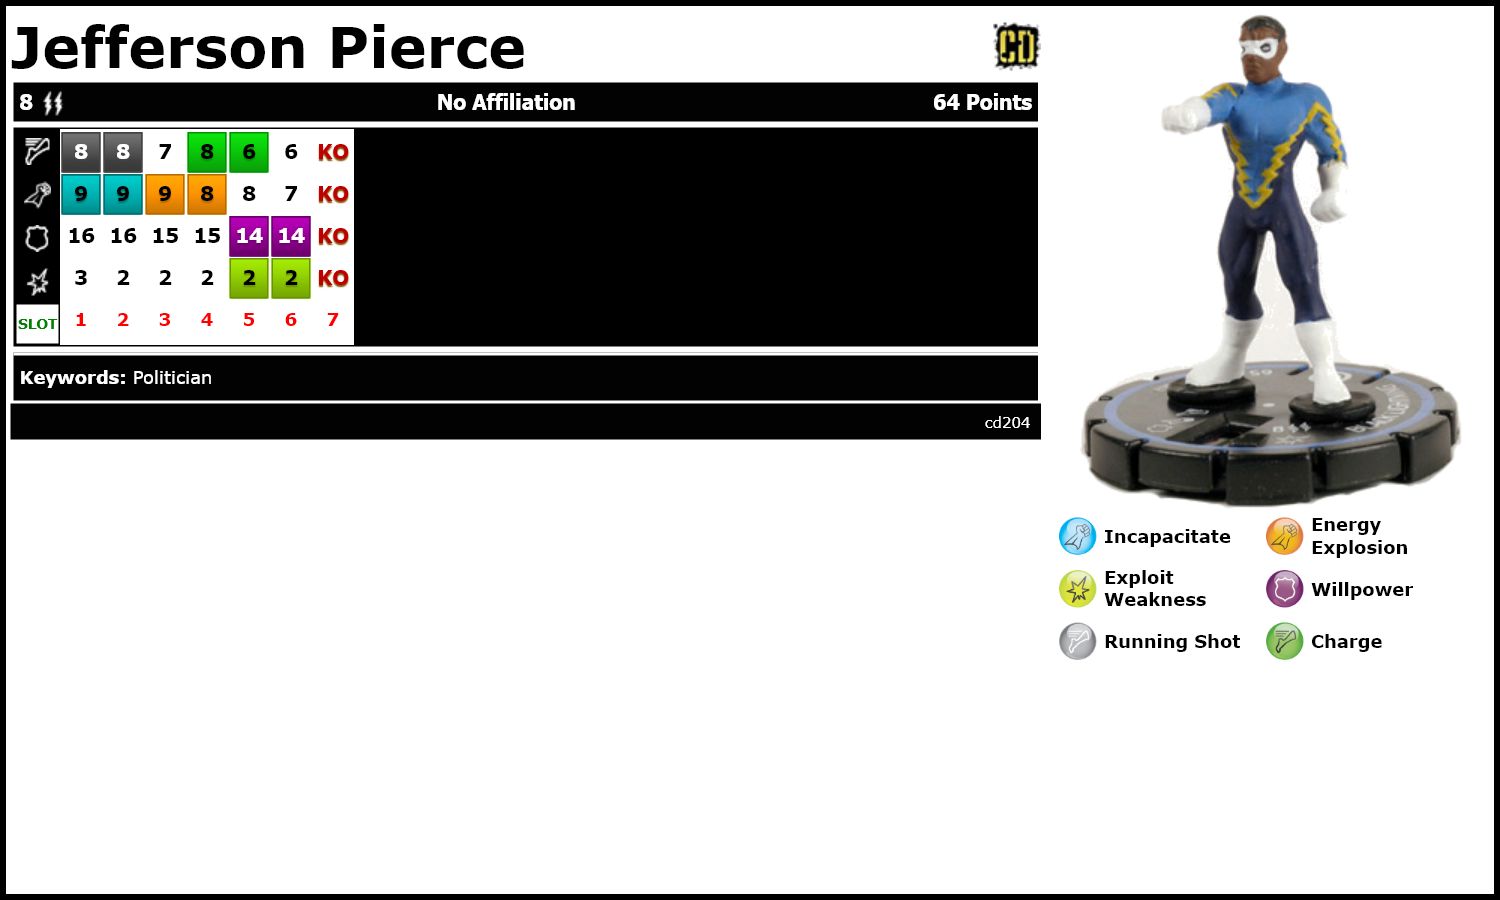 Jefferson Pierce
CD
8 No Affiliation 64 Points
8 8 7 8 6 6 KO
9 9 9 8 8 7 KO
16 16 15 15 14 14 KO
3 2 2 2 2 2 KO
SLOT 1 2 3 4 5 6 7
Keywords: Politician
cd204
Incapacitate
Energy
Explosion
Exploit
Weakness
Willpower
Running Shot
Charge